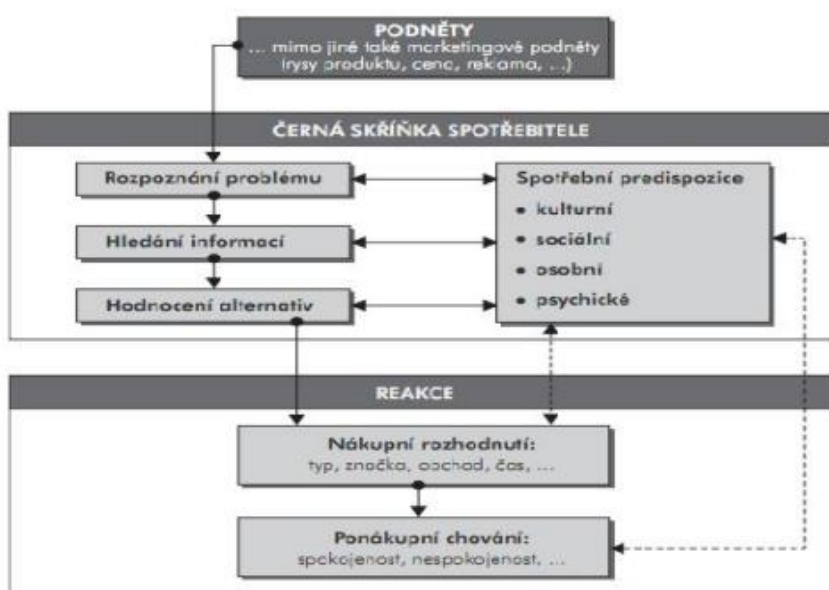 PODNĚTY
... mimo jiné také marketingové podněty
(rysy produktu, cena, reklama, ...)
ČERNÁ SKŘÍŇKA SPOTŘEBITELE
Rozpoznání problému
Hledání informací
Hodnocení alternativ
Spotřební predispozice
• kulturní
• sociální
• osobní
• psychické
REAKCE
Nákupní rozhodnutí:
typ, značka, obchod, čas, ...
Ponákupní chování:
spokojenost, nespokojenost, ...